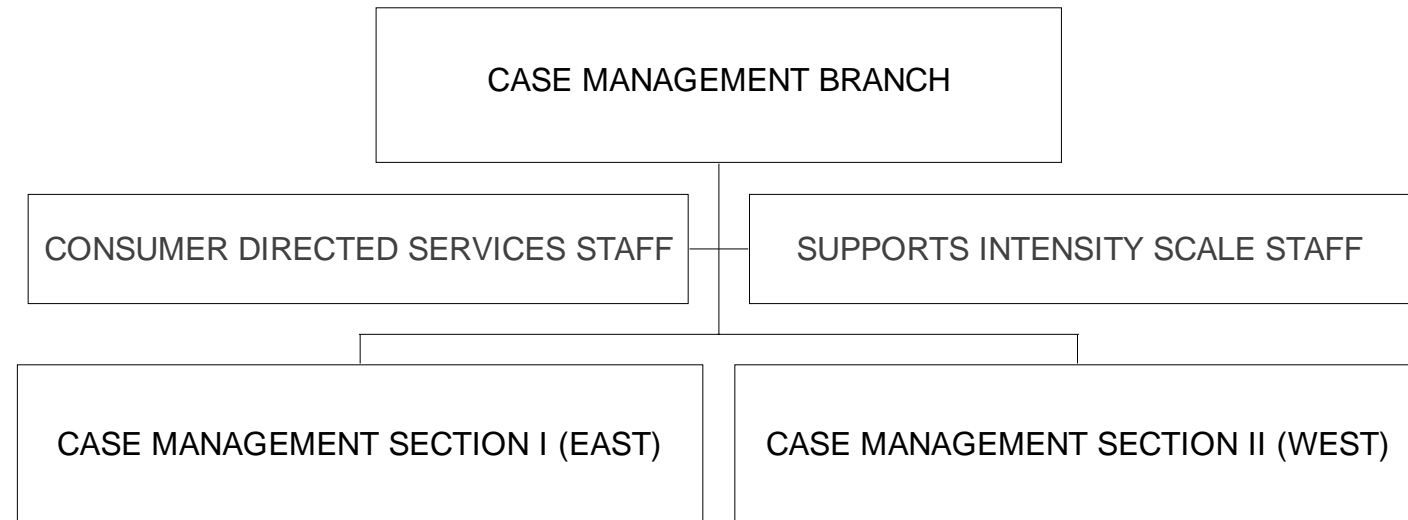 CASE MANAGEMENT BRANCH
CONSUMER DIRECTED SERVICES STAFF
SUPPORTS INTENSITY SCALE STAFF
CASE MANAGEMENT SECTION I (EAST)
CASE MANAGEMENT SECTION II (WEST)